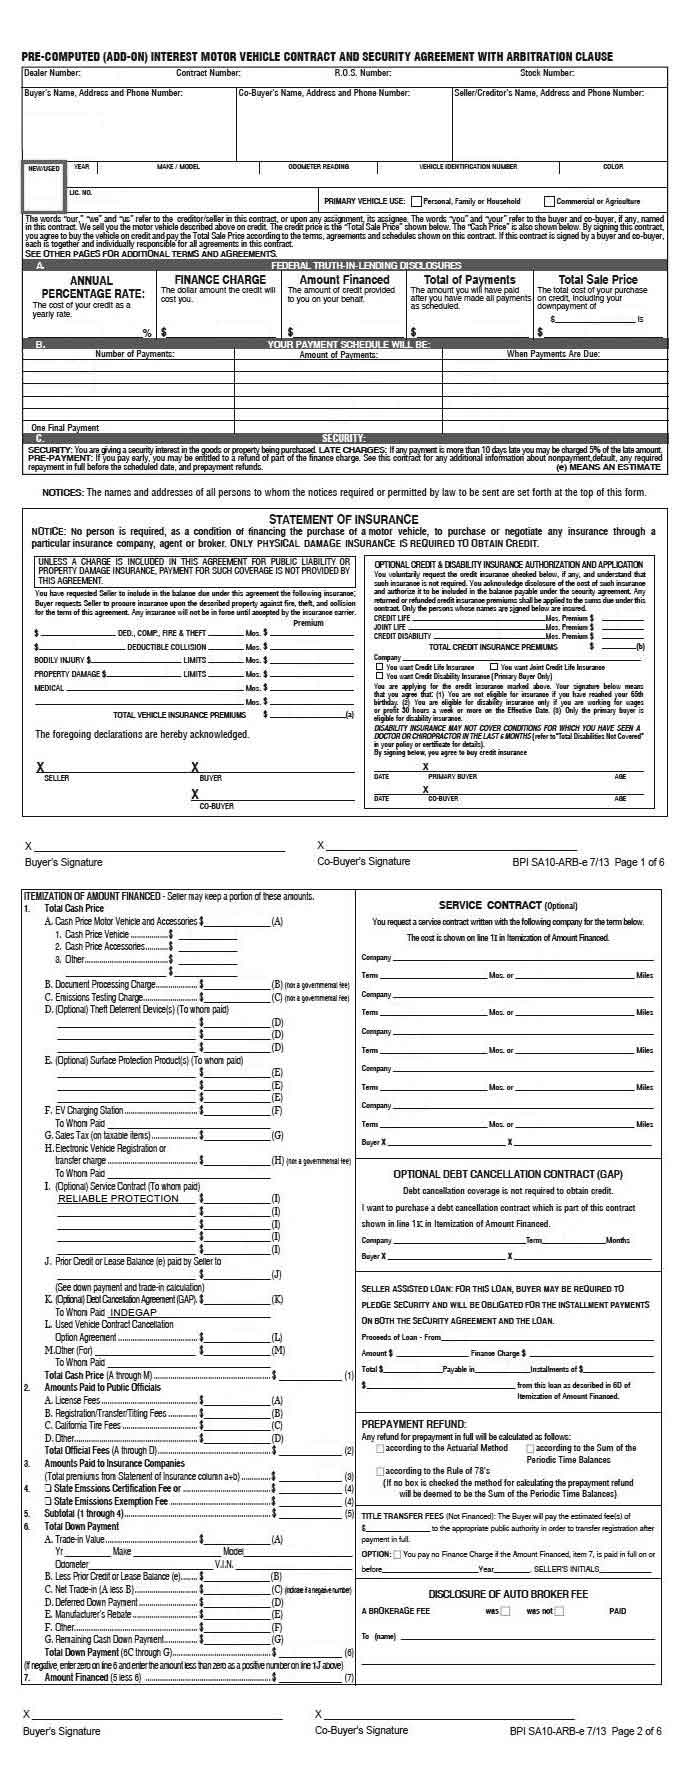 PRE-COMPUTED (ADD-ON) INTEREST MOTOR VEHICLE CONTRACT AND SECURITY AGREEMENT WITH ARBITRATION CLAUSE
Dealer Number: Contract Number: R.O.S. Number: Stock Number:
Buyer's Name, Address and Phone Number: Co-Buyer's Name, Address and Phone Number: Seller/Creditor's Name, Address and Phone Number:
NEW/USED YEAR MAKE / MODEL ODOMETER READING VEHICLE IDENTIFICATION NUMBER COLOR
LIC. NO.
PRIMARY VEHICLE USE: Personal, Family or Household Commercial or Agriculture
The words "our," "we" and "us" refer to the creditor/seller in this contract, or upon any assignment, its assignee. The words "you" and "your" refer to the buyer and co-buyer, if any, named
in this contract. We sell you the motor vehicle described above on credit. The credit price is the "Total Sale Price" shown below. The "Cash Price" is also shown below. By signing this contract,
you agree to buy the vehicle on credit and pay the Total Sale Price according to the terms, agreements and schedules shown on this contract. If this contract is signed by a buyer and co-buyer,
each is together and individually responsible for all agreements in this contract.
SEE OTHER PAGES FOR ADDITIONAL TERMS AND AGREEMENTS.
A. FEDERAL TRUTH-IN-LENDING DISCLOSURES
ANNUAL PERCENTAGE RATE:
The cost of your credit as a yearly rate.
%
FINANCE CHARGE
The dollar amount the credit will cost you.
$
Amount Financed
The amount of credit provided to you on your behalf.
$
Total of Payments
The amount you will have paid after you have made all payments as scheduled.
$
Total Sale Price
The total cost of your purchase on credit, including your downpayment of
$ is
$
B. YOUR PAYMENT SCHEDULE WILL BE:
Number of Payments: Amount of Payments: When Payments Are Due:
One Final Payment
C. SECURITY:
SECURITY: You are giving a security interest in the goods or property being purchased. LATE CHARGES: If any payment is more than 10 days late you may be charged 5% of the late amount.
PRE-PAYMENT: If you pay early, you may be entitled to a refund of part of the finance charge. See this contract for any additional information about nonpayment,default, any required
repayment in full before the scheduled date, and prepayment refunds. (e) MEANS AN ESTIMATE
NOTICES: The names and addresses of all persons to whom the notices required or permitted by law to be sent are set forth at the top of this form.
STATEMENT OF INSURANCE
NOTICE: No person is required, as a condition of financing the purchase of a motor vehicle, to purchase or negotiate any insurance through a
particular insurance company, agent or broker. ONLY PHYSICAL DAMAGE INSURANCE IS REQUIRED TO OBTAIN CREDIT.
UNLESS A CHARGE IS INCLUDED IN THIS AGREEMENT FOR PUBLIC LIABILITY OR
PROPERTY DAMAGE INSURANCE, PAYMENT FOR SUCH COVERAGE IS NOT PROVIDED BY
THIS AGREEMENT.
You have requested Seller to include in the balance due under this agreement the following insurance;
Buyer requests Seller to procure insurance upon the described property against fire, theft, and collision
for the term of this agreement. Any insurance will not be in force until accepted by the insurance carrier.
Premium
$ DED., COMP., FIRE & THEFT Mos. $
$ DEDUCTIBLE COLLISION Mos. $
BODILY INJURY $ LIMITS Mos. $
PROPERTY DAMAGE $ LIMITS Mos. $
MEDICAL Mos. $
Mos. $
TOTAL VEHICLE INSURANCE PREMIUMS $ (a)
The foregoing declarations are hereby acknowledged.
X X
SELLER BUYER
X
CO-BUYER
OPTIONAL CREDIT & DISABILITY INSURANCE AUTHORIZATION AND APPLICATION
You voluntarily request the credit insurance checked below, if any, and understand that
such insurance is not required. You acknowledge disclosure of the cost of such insurance
and authorize it to be included in the balance payable under the security agreement. Any
returned or refunded credit insurance premiums shall be applied to the sums due under this
contract. Only the persons whose names are signed below are insured.
CREDIT LIFE Mos. Premium $
JOINT LIFE Mos. Premium $
CREDIT DISABILITY Mos. Premium $
TOTAL CREDIT INSURANCE PREMIUMS $ (b)
Company
You want Credit Life Insurance You want Joint Credit Life Insurance
You want Credit Disability Insurance (Primary Buyer Only)
You are applying for the credit insurance marked above. Your signature below means
that you agree that: (1) You are not eligible for insurance if you have reached your 65th
birthday. (2) You are eligible for disability insurance only if you are working for wages
or profit 30 hours a week or more on the Effective Date. (3) Only the primary buyer is
eligible for disability insurance.
DISABILITY INSURANCE MAY NOT COVER CONDITIONS FOR WHICH YOU HAVE SEEN A
DOCTOR OR CHIROPRACTOR IN THE LAST 6 MONTHS (refer to "Total Disabilities Not Covered"
in your policy or certificate for details).
By signing below, you agree to buy credit insurance
X
DATE PRIMARY BUYER AGE
X
DATE CO-BUYER AGE
X X
Buyer's Signature Co-Buyer's Signature BPI SA10-ARB-e 7/13 Page 1 of 6
ITEMIZATION OF AMOUNT FINANCED - Seller may keep a portion of these amounts.
1. Total Cash Price
A. Cash Price Motor Vehicle and Accessories $ (A)
1. Cash Price Vehicle $
2. Cash Price Accessories $
3. Other $
$
B. Document Processing Charge $ (B) (not a governmental fee)
C. Emissions Testing Charge $ (C) (not a governmental fee)
D. (Optional) Theft Deterrent Device(s) (To whom paid)
$ (D)
$ (D)
$ (D)
E. (Optional) Surface Protection Product(s) (To whom paid)
$ (E)
$ (E)
$ (E)
F. EV Charging Station $ (F)
To Whom Paid
G. Sales Tax (on taxable items) $ (G)
H. Electronic Vehicle Registration or
transfer charge $ (H) (not a governmental fee)
To Whom Paid
I. (Optional) Service Contract (To whom paid)
RELIABLE PROTECTION $ (I)
$ (I)
$ (I)
$ (I)
$ (I)
J. Prior Credit or Lease Balance (e) paid by Seller to
$ (J)
(See down payment and trade-in calculation)
K. (Optional) Debt Cancellation Agreement (GAP). $ (K)
To Whom Paid INDEGAP
L. Used Vehicle Contract Cancellation
Option Agreement $ (L)
M. Other (For) $ (M)
To Whom Paid
Total Cash Price (A through M) $ (1)
2. Amounts Paid to Public Officials
A. License Fees $ (A)
B. Registration/Transfer/Titling Fees $ (B)
C. California Tire Fees $ (C)
D. Other $ (D)
Total Official Fees (A through D) $ (2)
3. Amounts Paid to Insurance Companies
(Total premiums from Statement of Insurance column a+b) $ (3)
4. ❏ State Emssions Certification Fee or $ (4)
❏ State Emissions Exemption Fee $ (4)
5. Subtotal (1 through 4) $ (5)
6. Total Down Payment
A. Trade-in Value $ (A)
Yr Make Model
Odometer V.I.N.
B. Less Prior Credit or Lease Balance (e) $ (B)
C. Net Trade-in (A less B) $ (C) (indicate if a negative number)
D. Deferred Down Payment $ (D)
E. Manufacturer's Rebate $ (E)
F. Other $ (F)
G. Remaining Cash Down Payment $ (G)
Total Down Payment (6C through G) $ (6)
(If negative, enter zero on line 6 and enter the amount less than zero as a positive number on line 1J above)
7. Amount Financed (5 less 6) $ (7)
SERVICE CONTRACT (Optional)
You request a service contract written with the following company for the term below.
The cost is shown on line 1I in Itemization of Amount Financed.
Company
Term Mos. or Miles
Company
Term Mos. or Miles
Company
Term Mos. or Miles
Company
Term Mos. or Miles
Company
Term Mos. or Miles
Buyer X X
OPTIONAL DEBT CANCELLATION CONTRACT (GAP)
Debt cancellation coverage is not required to obtain credit.
I want to purchase a debt cancellation contract which is part of this contract
shown in line 1K in Itemization of Amount Financed.
Company Term Months
Buyer X X
SELLER ASSISTED LOAN: FOR THIS LOAN, BUYER MAY BE REQUIRED TO
PLEDGE SECURITY AND WILL BE OBLIGATED FOR THE INSTALLMENT PAYMENTS
ON BOTH THE SECURITY AGREEMENT AND THE LOAN.
Proceeds of Loan - From
Amount $ Finance Charge $
Total $ Payable in Installments of $
$ from this loan as described in 6D of
Itemization of Amount Financed.
PREPAYMENT REFUND:
Any refund for prepayment in full will be calculated as follows:
according to the Actuarial Method according to the Sum of the
Periodic Time Balances
according to the Rule of 78's
(If no box is checked the method for calculating the prepayment refund
will be deemed to be the Sum of the Periodic Time Balances)
TITLE TRANSFER FEES (Not Financed): The Buyer will pay the estimated fee(s) of
$ to the appropriate public authority in order to transfer registration after
payment in full.
OPTION: You pay no Finance Charge if the Amount Financed, item 7, is paid in full on or
before Year . SELLER'S INITIALS
DISCLOSURE OF AUTO BROKER FEE
A BROKERAGE FEE was was not PAID
To (name)
X X
Buyer's Signature Co-Buyer's Signature BPI SA10-ARB-e 7/13 Page 2 of 6